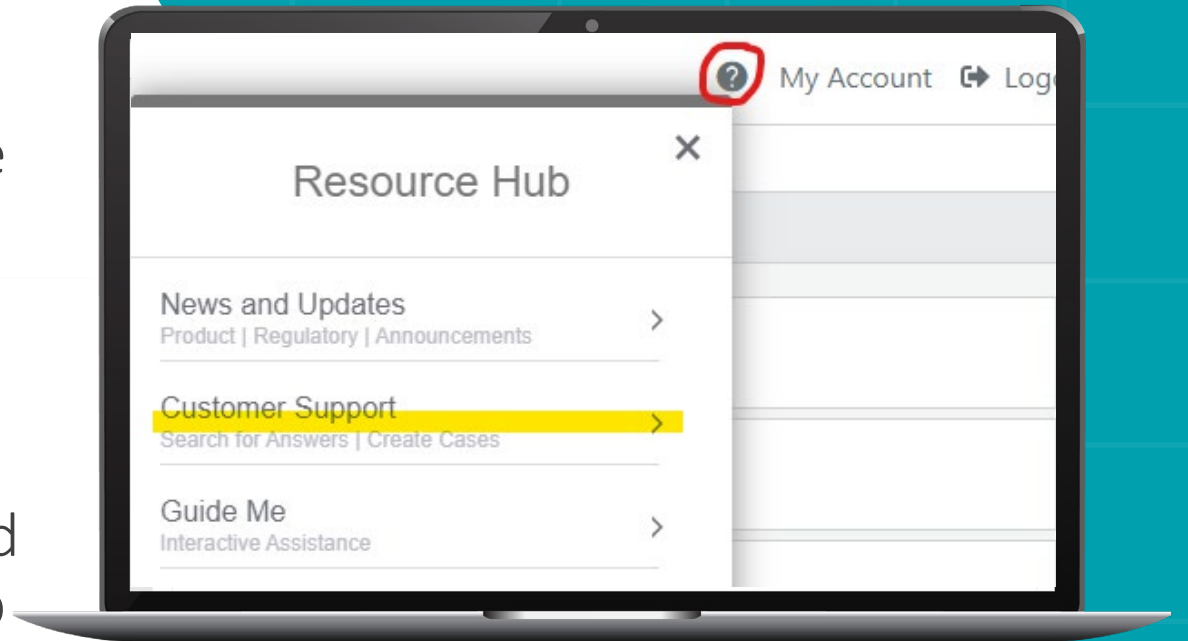 ? My Account Log
e
Resource Hub
News and Updates
Product | Regulatory | Announcements
Customer Support
Search for Answers | Create Cases
Guide Me
Interactive Assistance
d